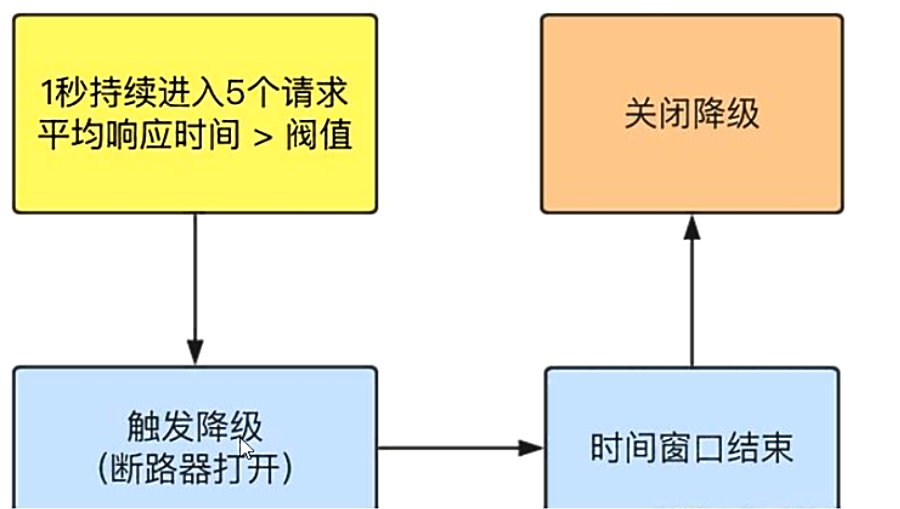 1秒持续进入5个请求
平均响应时间 > 阀值
关闭降级
触发降级
（断路器打开）
时间窗口结束